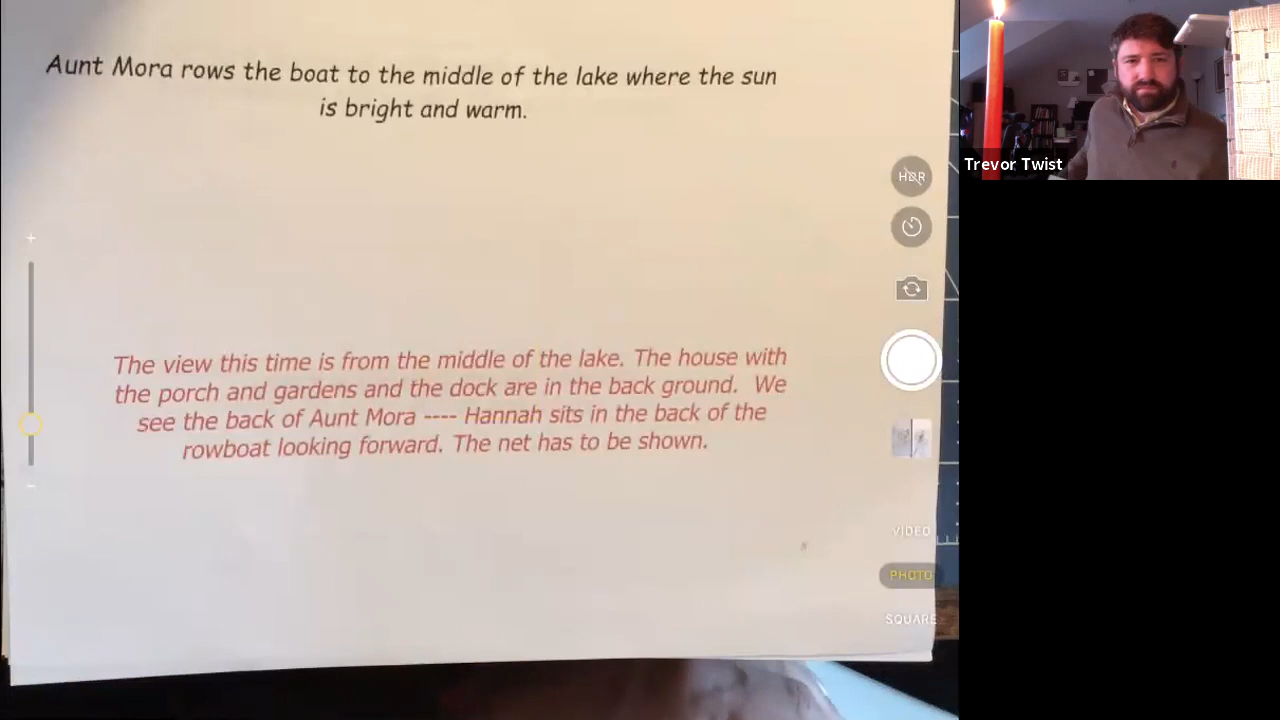 Aunt Mora rows the boat to the middle of the lake where the sun
is bright and warm.
The view this time is from the middle of the lake. The house with
the porch and gardens and the dock are in the back ground. We
see the back of Aunt Mora ---- Hannah sits in the back of the
rowboat looking forward. The net has to be shown.
HDR
VIDEO
PHOTO
SQUARE
Trevor Twist